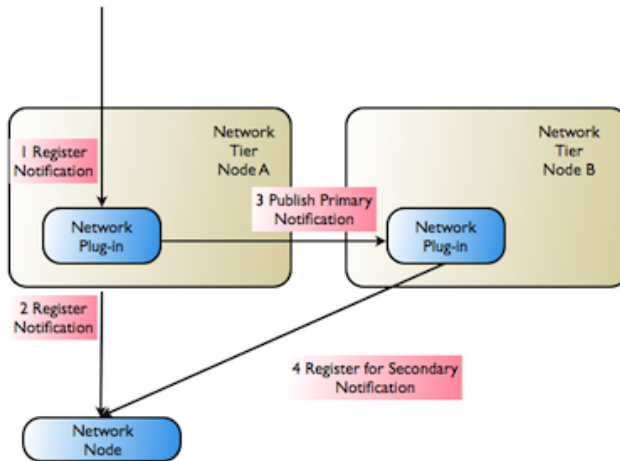 Network
Tier
Node A
Network
Tier
Node B
1 Register
Notification
3 Publish Primary
Notification
Network
Plug-in
Network
Plug-in
2 Register
Notification
4 Register for Secondary
Notification
Network
Node